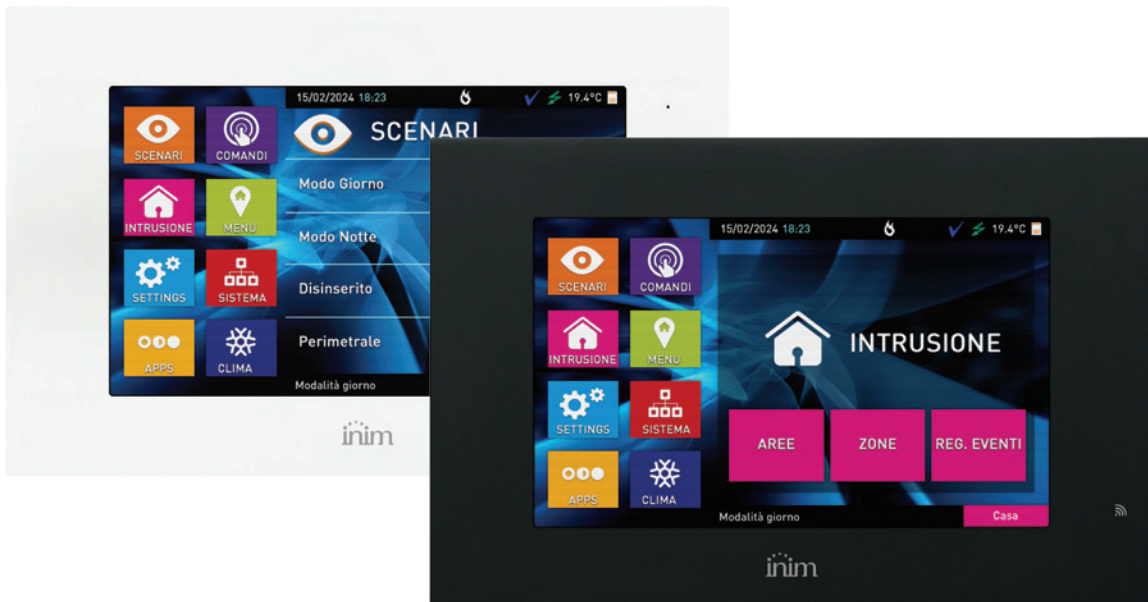 15/02/2024 18:23
19.4°C
SCENARI
COMANDI
SCENARI
INTRUSIONE
MENU
Modo Giorno
Modo Notte
SETTINGS
SISTEMA
Disinserito
Perimetrale
APPS
CLIMA
Modalità giorno
inim
15/02/2024 18:23
19.4°C
SCENARI
COMANDI
INTRUSIONE
MENU
INTRUSIONE
SETTINGS
SISTEMA
AREE
ZONE
REG. EVENTI
APPS
CLIMA
Modalità giorno
Casa
inim